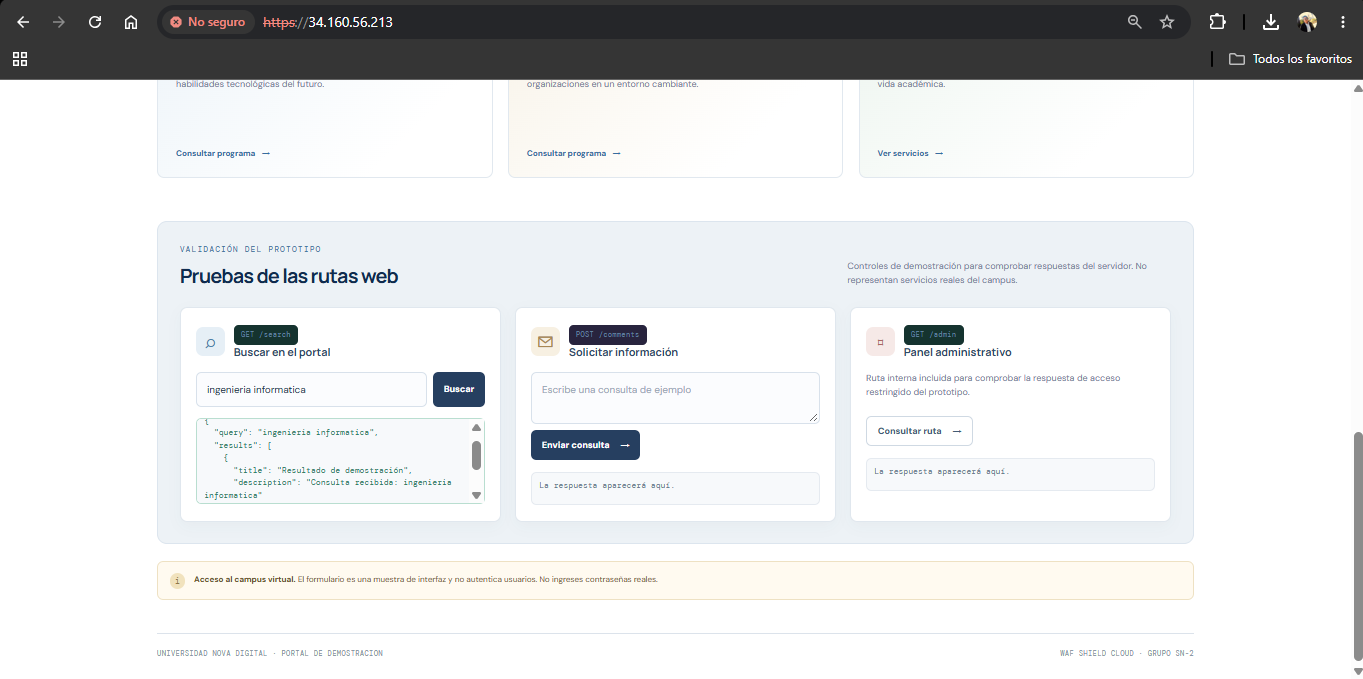 No seguro
https://34.160.56.213
Todos los favoritos
habilidades tecnológicas del futuro.
organizaciones en un entorno cambiante.
vida académica.
Consultar programa →
Consultar programa →
Ver servicios →
VALIDACIÓN DEL PROTOTIPO
Pruebas de las rutas web
Controles de demostración para comprobar respuestas del servidor. No
representan servicios reales del campus.
GET /search
Buscar en el portal
ingenieria informatica
Buscar
{
"query": "ingenieria informatica",
"results": [
{
"title": "Resultado de demostración",
"description": "Consulta recibida: ingenieria
informatica"
POST /comments
Solicitar información
Escribe una consulta de ejemplo
Enviar consulta →
La respuesta aparecerá aquí.
GET /admin
Panel administrativo
Ruta interna incluida para comprobar la respuesta de acceso
restringido del prototipo.
Consultar ruta →
La respuesta aparecerá aquí.
i Acceso al campus virtual. El formulario es una muestra de interfaz y no autentica usuarios. No ingreses contraseñas reales.
UNIVERSIDAD NOVA DIGITAL · PORTAL DE DEMOSTRACION
WAF SHIELD CLOUD · GRUPO SN-2